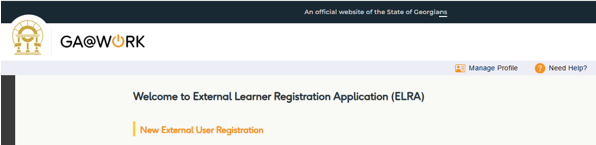 An official website of the State of Georgians
GA@WORK
Manage Profile
Need Help?
Welcome to External Learner Registration Application (ELRA)
New External User Registration